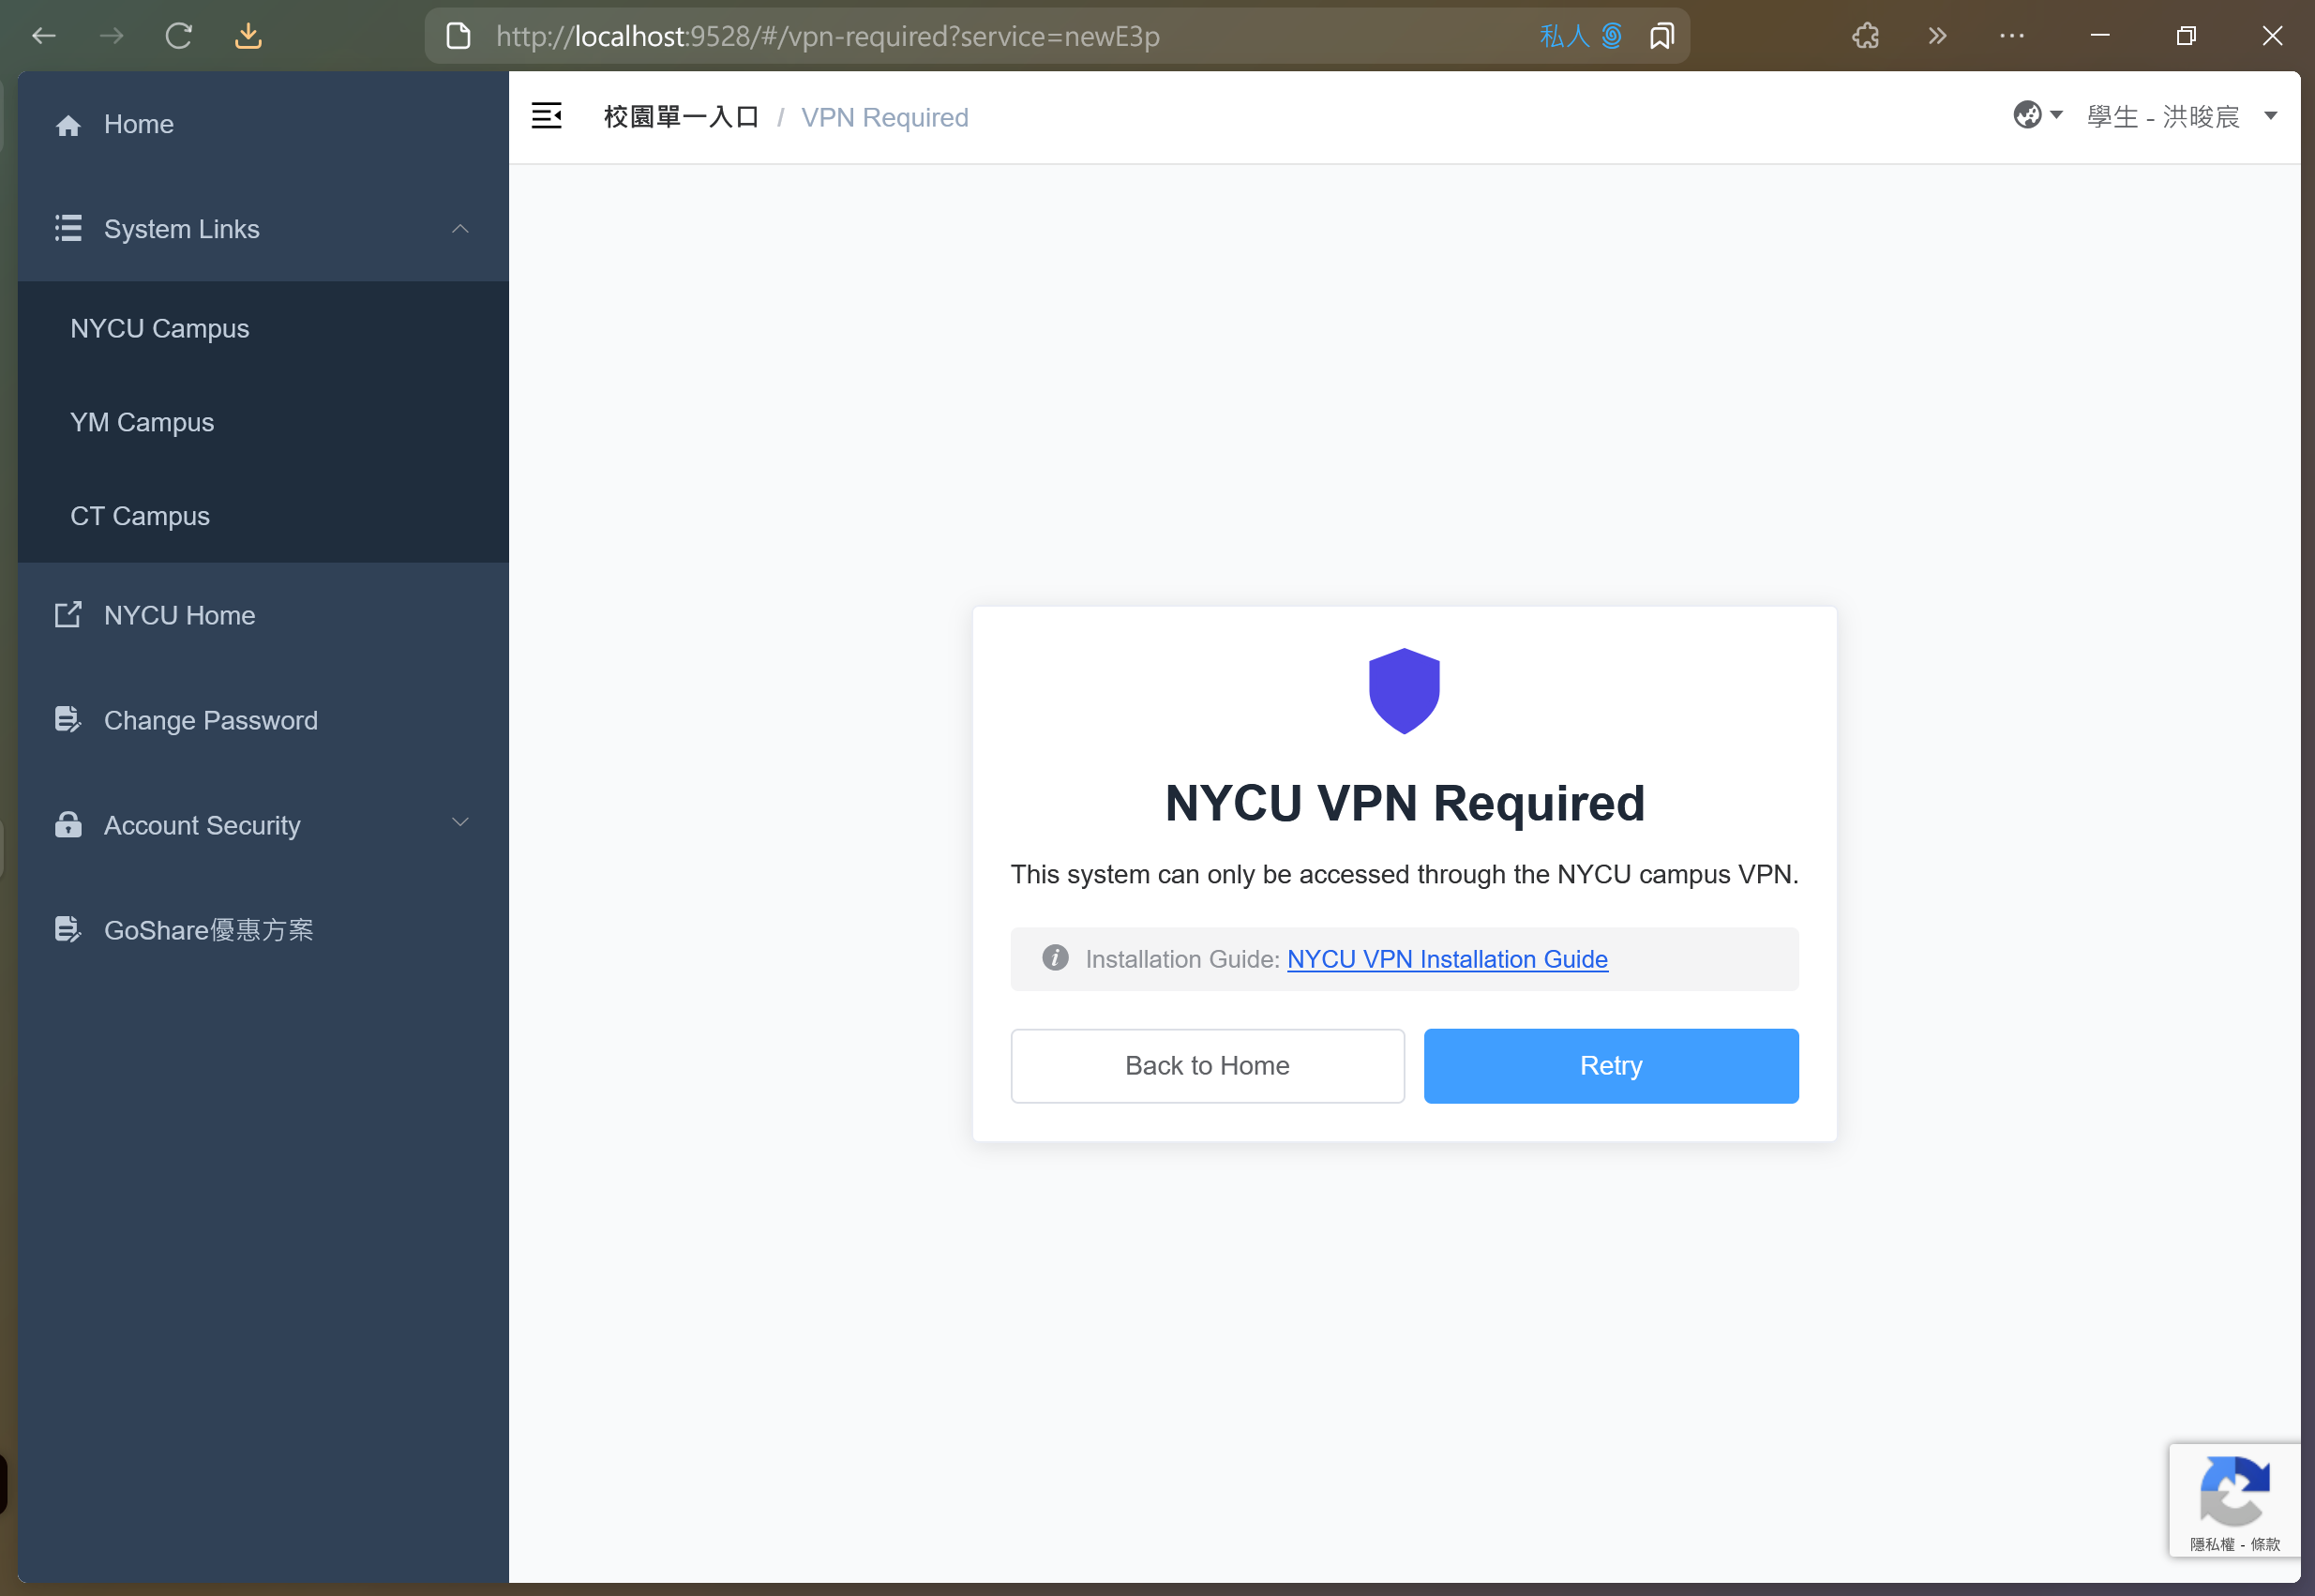 http://localhost:9528/#/vpn-required?service=newE3p
私人
Home
System Links
NYCU Campus
YM Campus
CT Campus
NYCU Home
Change Password
Account Security
GoShare優惠方案
校園單一入口 / VPN Required
學生 - 洪晙宸
NYCU VPN Required
This system can only be accessed through the NYCU campus VPN.
Installation Guide: NYCU VPN Installation Guide
Back to Home
Retry
隱私權 - 條款